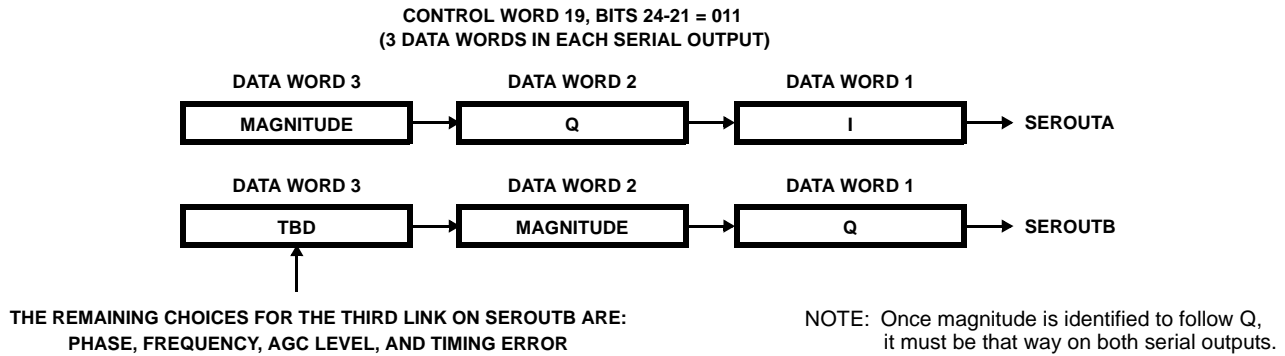 CONTROL WORD 19, BITS 24-21 = 011
(3 DATA WORDS IN EACH SERIAL OUTPUT)
DATA WORD 3 DATA WORD 2 DATA WORD 1
MAGNITUDE Q I SEROUTA
DATA WORD 3 DATA WORD 2 DATA WORD 1
TBD MAGNITUDE Q SEROUTB
THE REMAINING CHOICES FOR THE THIRD LINK ON SEROUTB ARE:
PHASE, FREQUENCY, AGC LEVEL, AND TIMING ERROR
NOTE: Once magnitude is identified to follow Q,
it must be that way on both serial outputs.